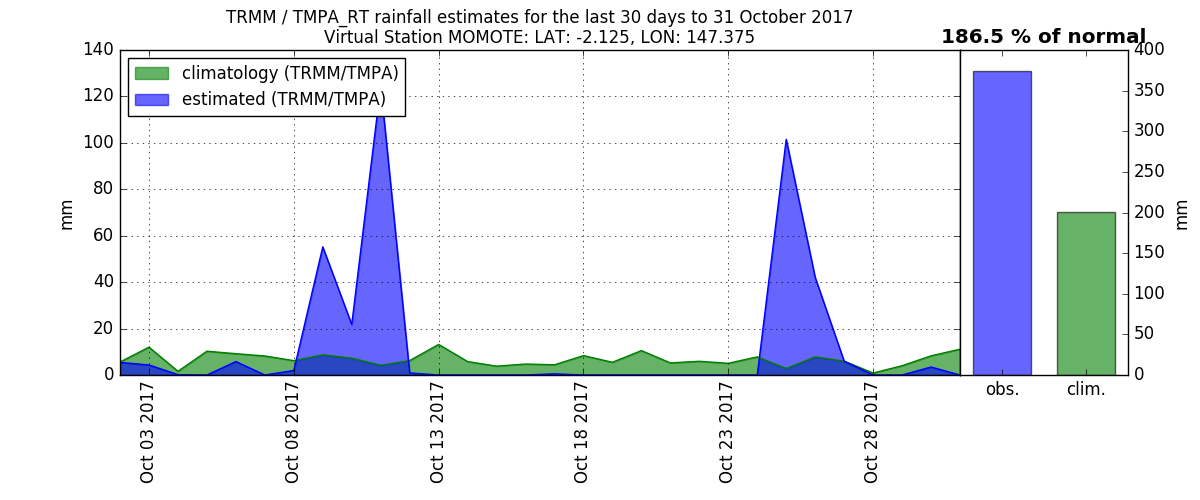 TRMM / TMPA_RT rainfall estimates for the last 30 days to 31 October 2017
Virtual Station MOMOTE: LAT: -2.125, LON: 147.375
186.5 % of normal
climatology (TRMM/TMPA)
estimated (TRMM/TMPA)
mm
140
120
100
80
60
40
20
0
Oct 03 2017
Oct 08 2017
Oct 13 2017
Oct 18 2017
Oct 23 2017
Oct 28 2017
400
350
300
250
200
150
100
50
0
mm
obs.
clim.